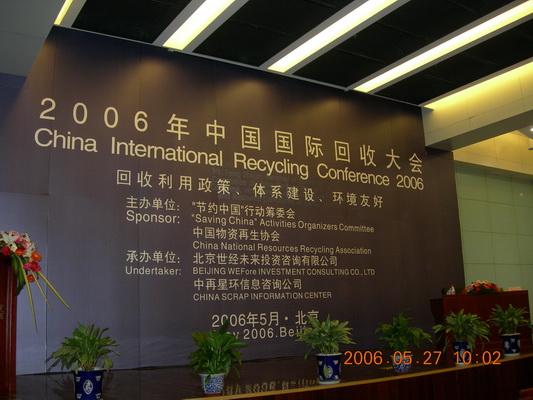 2006年中国国际回收大会
China International Recycling Conference 2006
回收利用政策、体系建设、环境友好
主办单位: "节约中国"行动筹委会
Sponsor: "Saving China" Activities Organizers Committee
中国物资再生协会
China National Resources Recycling Association
承办单位: 北京世经未来投资咨询有限公司
Undertaker: BEIJING WEFore INVESTMENT CONSULTING CO., LTD
中再星环信息咨询公司
CHINA SCRAP INFORMATION CENTER
2006年5月·北京
2006.Beijing
2006.05.27 10:02